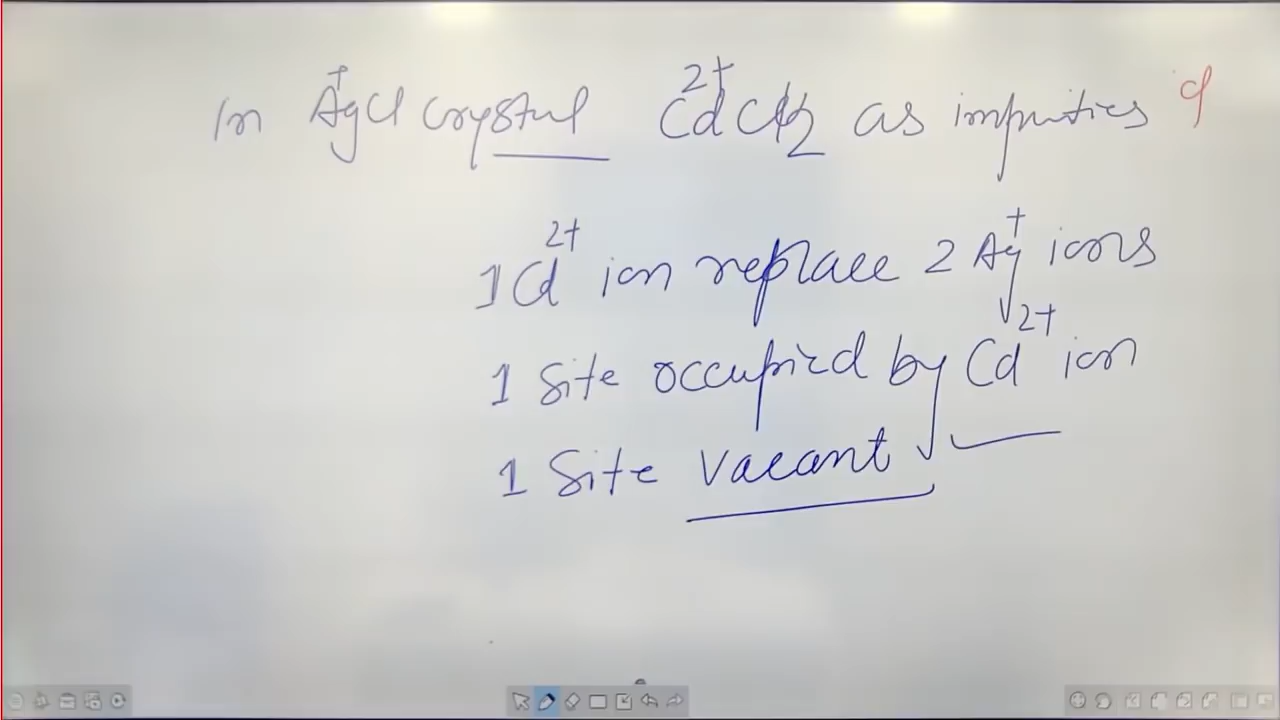 In Ag⁺Cl crystal Cd²⁺Cl₂ as impurities
1 Cd²⁺ ion replace 2 Ag⁺ ions
1 Site occupied by Cd²⁺ ion
1 Site vacant